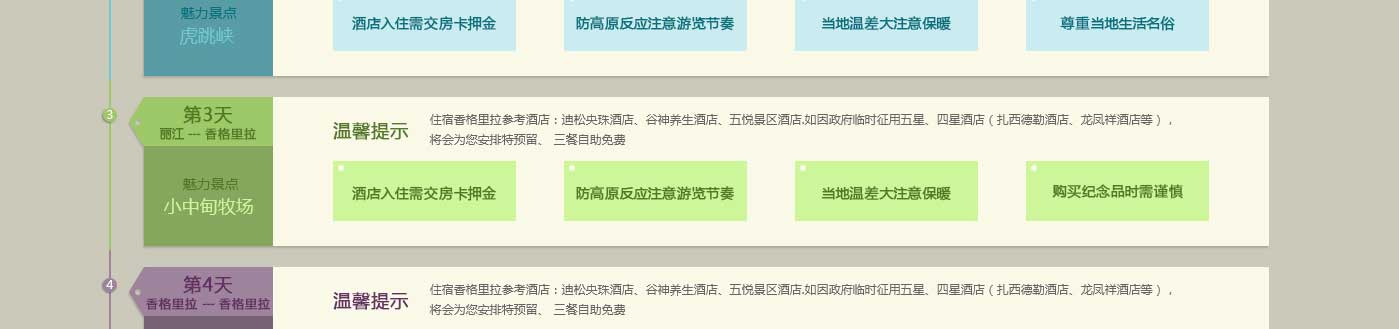 魅力景点
虎跳峡
酒店入住需交房卡押金
防高原反应注意游览节奏
当地温差大注意保暖
尊重当地生活名俗
3
第3天
丽江 --- 香格里拉
魅力景点
小中甸牧场
温馨提示
住宿香格里拉参考酒店：迪松央珠酒店、谷神养生酒店、五悦景区酒店.如因政府临时征用五星、四星酒店（扎西德勒酒店、龙凤祥酒店等），
将会为您安排特预留、 三餐自助免费
酒店入住需交房卡押金
防高原反应注意游览节奏
当地温差大注意保暖
购买纪念品时需谨慎
4
第4天
香格里拉 --- 香格里拉
温馨提示
住宿香格里拉参考酒店：迪松央珠酒店、谷神养生酒店、五悦景区酒店.如因政府临时征用五星、四星酒店（扎西德勒酒店、龙凤祥酒店等），
将会为您安排特预留、 三餐自助免费